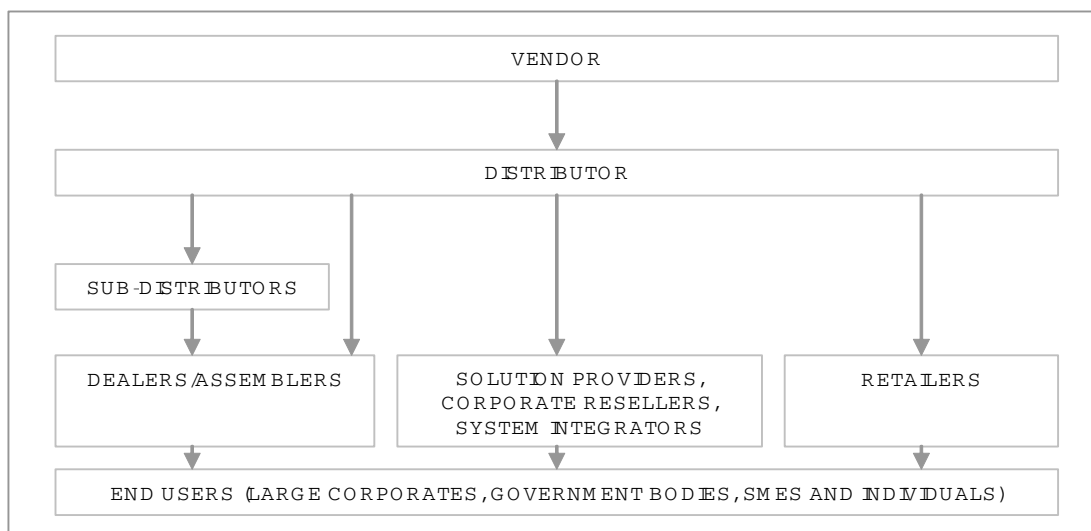 VENDOR
DISTRIBUTOR
SUB-DISTRIBUTORS
DEALERS/ASSEMBLERS
SOLUTION PROVIDERS,
CORPORATE RESELLERS,
SYSTEM INTEGRATORS
RETAILERS
END USERS (LARGE CORPORATES, GOVERNMENT BODIES, SMES AND INDIVIDUALS)